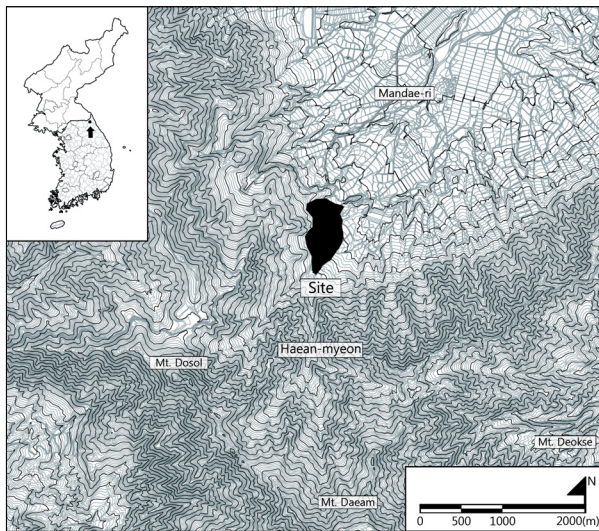 Mandae-ri
Site
Haean-myeon
Mt. Dosol
Mt. Deokse
Mt. Daeam
N
0 500 1000 2000(m)